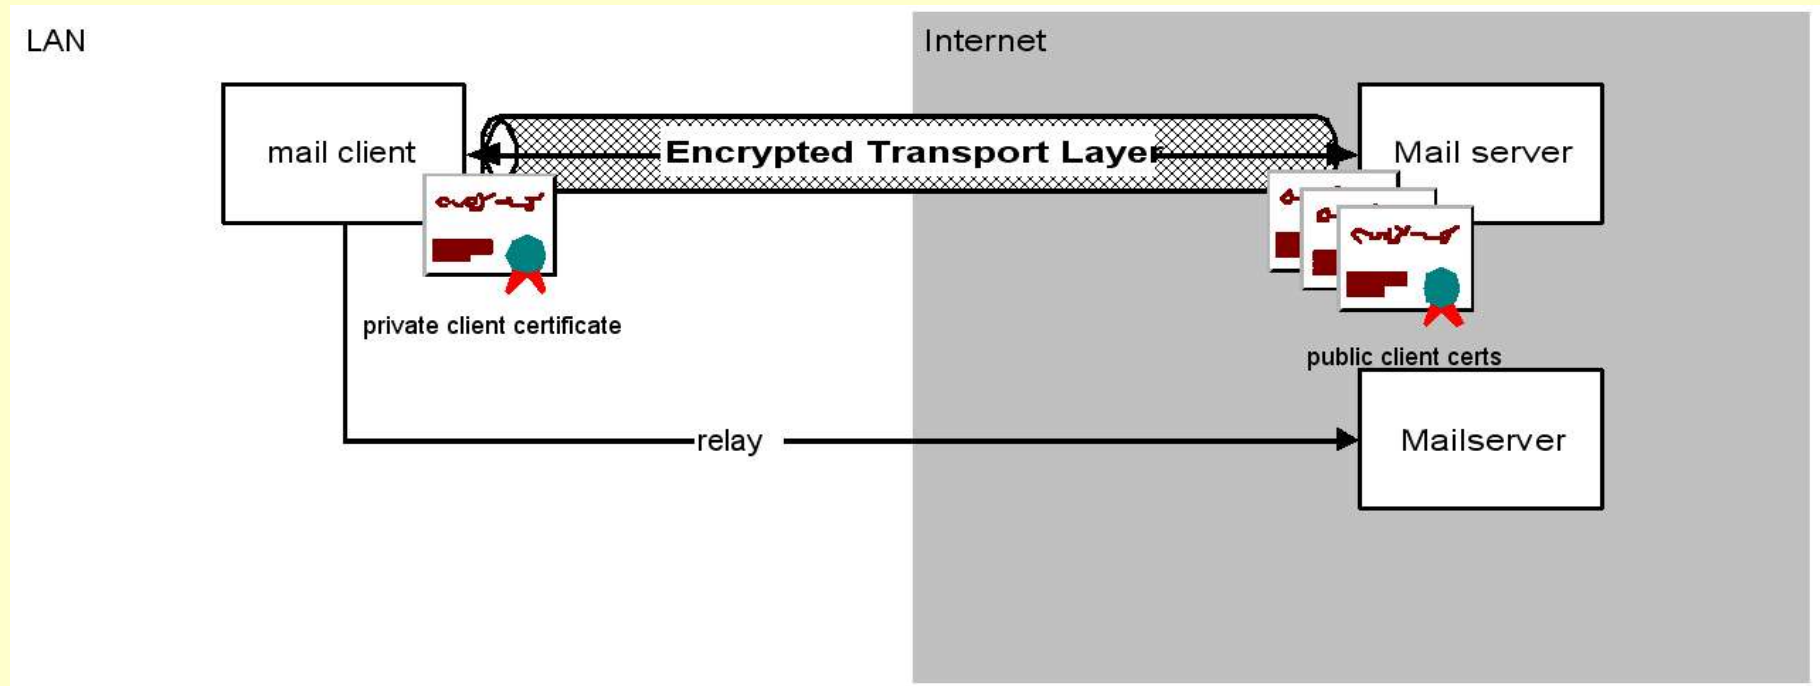 LAN
Internet
mail client
Encrypted Transport Layer
Mail server
private client certificate
public client certs
relay
Mailserver